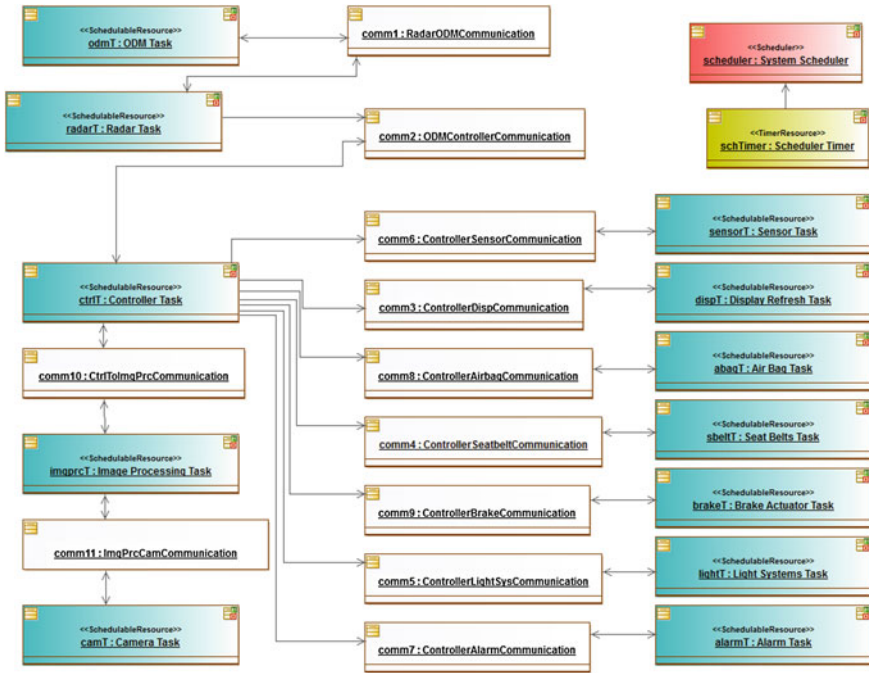 <<SchedulableResource>>
odmT : ODM Task
comm1 : RadarODMCommunication
<<Scheduler>>
scheduler : System Scheduler
<<SchedulableResource>>
radarT : Radar Task
comm2 : ODMControllerCommunication
<<TimerResource>>
schTimer : Scheduler Timer
comm6 : ControllerSensorCommunication
<<SchedulableResource>>
sensorT : Sensor Task
<<SchedulableResource>>
ctrlT : Controller Task
comm3 : ControllerDispCommunication
<<SchedulableResource>>
dispT : Display Refresh Task
comm10 : CtrlToImgPrcCommunication
comm8 : ControllerAirbagCommunication
<<SchedulableResource>>
abagT : Air Bag Task
<<SchedulableResource>>
imgprcT : Image Processing Task
comm4 : ControllerSeatbeltCommunication
<<SchedulableResource>>
sbeltT : Seat Belts Task
comm9 : ControllerBrakeCommunication
<<SchedulableResource>>
brakeT : Brake Actuator Task
comm11 : ImgPrcCamCommunication
comm5 : ControllerLightSysCommunication
<<SchedulableResource>>
lightT : Light Systems Task
<<SchedulableResource>>
camT : Camera Task
comm7 : ControllerAlarmCommunication
<<SchedulableResource>>
alarmT : Alarm Task